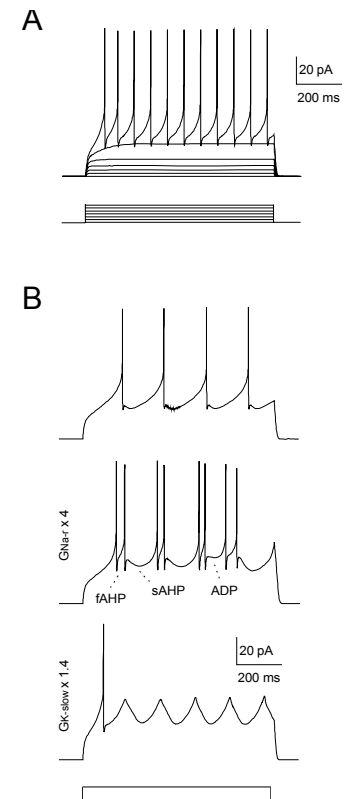 A
20 pA
200 ms
B
GNa-r x 4
fAHP
sAHP
ADP
GK-slow x 1.4
20 pA
200 ms